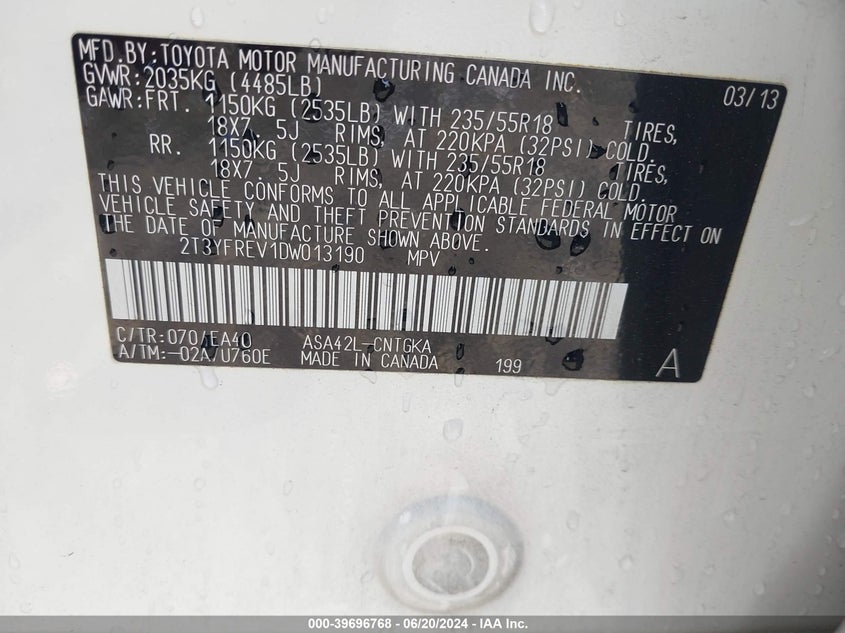 MFD.BY:TOYOTA MOTOR MANUFACTURING CANADA INC.
GVWR:2035KG (4485LB) 03/13
GAWR:FRT. 1150KG (2535LB) WITH 235/55R18 TIRES,
18X7. 5J RIMS, AT 220KPA (32PSI) COLD.
RR. 1150KG (2535LB) WITH 235/55R18 TIRES,
18X7. 5J RIMS, AT 220KPA (32PSI) COLD.
THIS VEHICLE CONFORMS TO ALL APPLICABLE FEDERAL MOTOR
VEHICLE SAFETY AND THEFT PREVENTION STANDARDS IN EFFECT ON
THE DATE OF MANUFACTURE SHOWN ABOVE.
2T3YFREV1DW013190 MPV
C/TR:070/EA40 ASA42L-CNTGKA
A/TM:-02A/U760E MADE IN CANADA 199 A
000-39696768 - 06/20/2024 - IAA Inc.